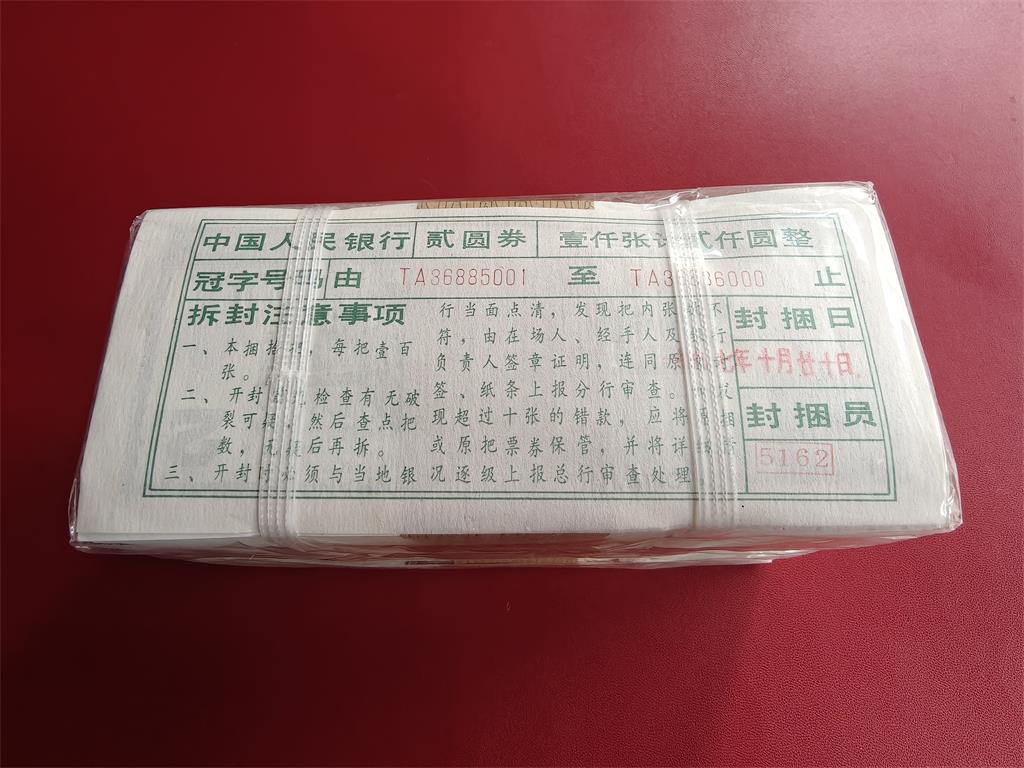 中国人民银行 贰圆券 壹仟张计贰仟圆整
冠字号码由 TA36885001 至 TA36886000 止
拆封注意事项
一、本捆拾把，每把壹百
张。
二、开封前先检查有无破
裂可疑，然后查点把
数，无疑后再拆。
三、开封时必须与当地银
行当面点清，发现把内张数不
符，由在场人、经手人及银行
负责人签章证明，连同原封
签、纸条上报分行审查。如发
现超过十张的错款，应将原捆
或原把票券保管，并将详细情
况逐级上报总行审查处理
封捆日
年十月廿十日
封捆员
5162